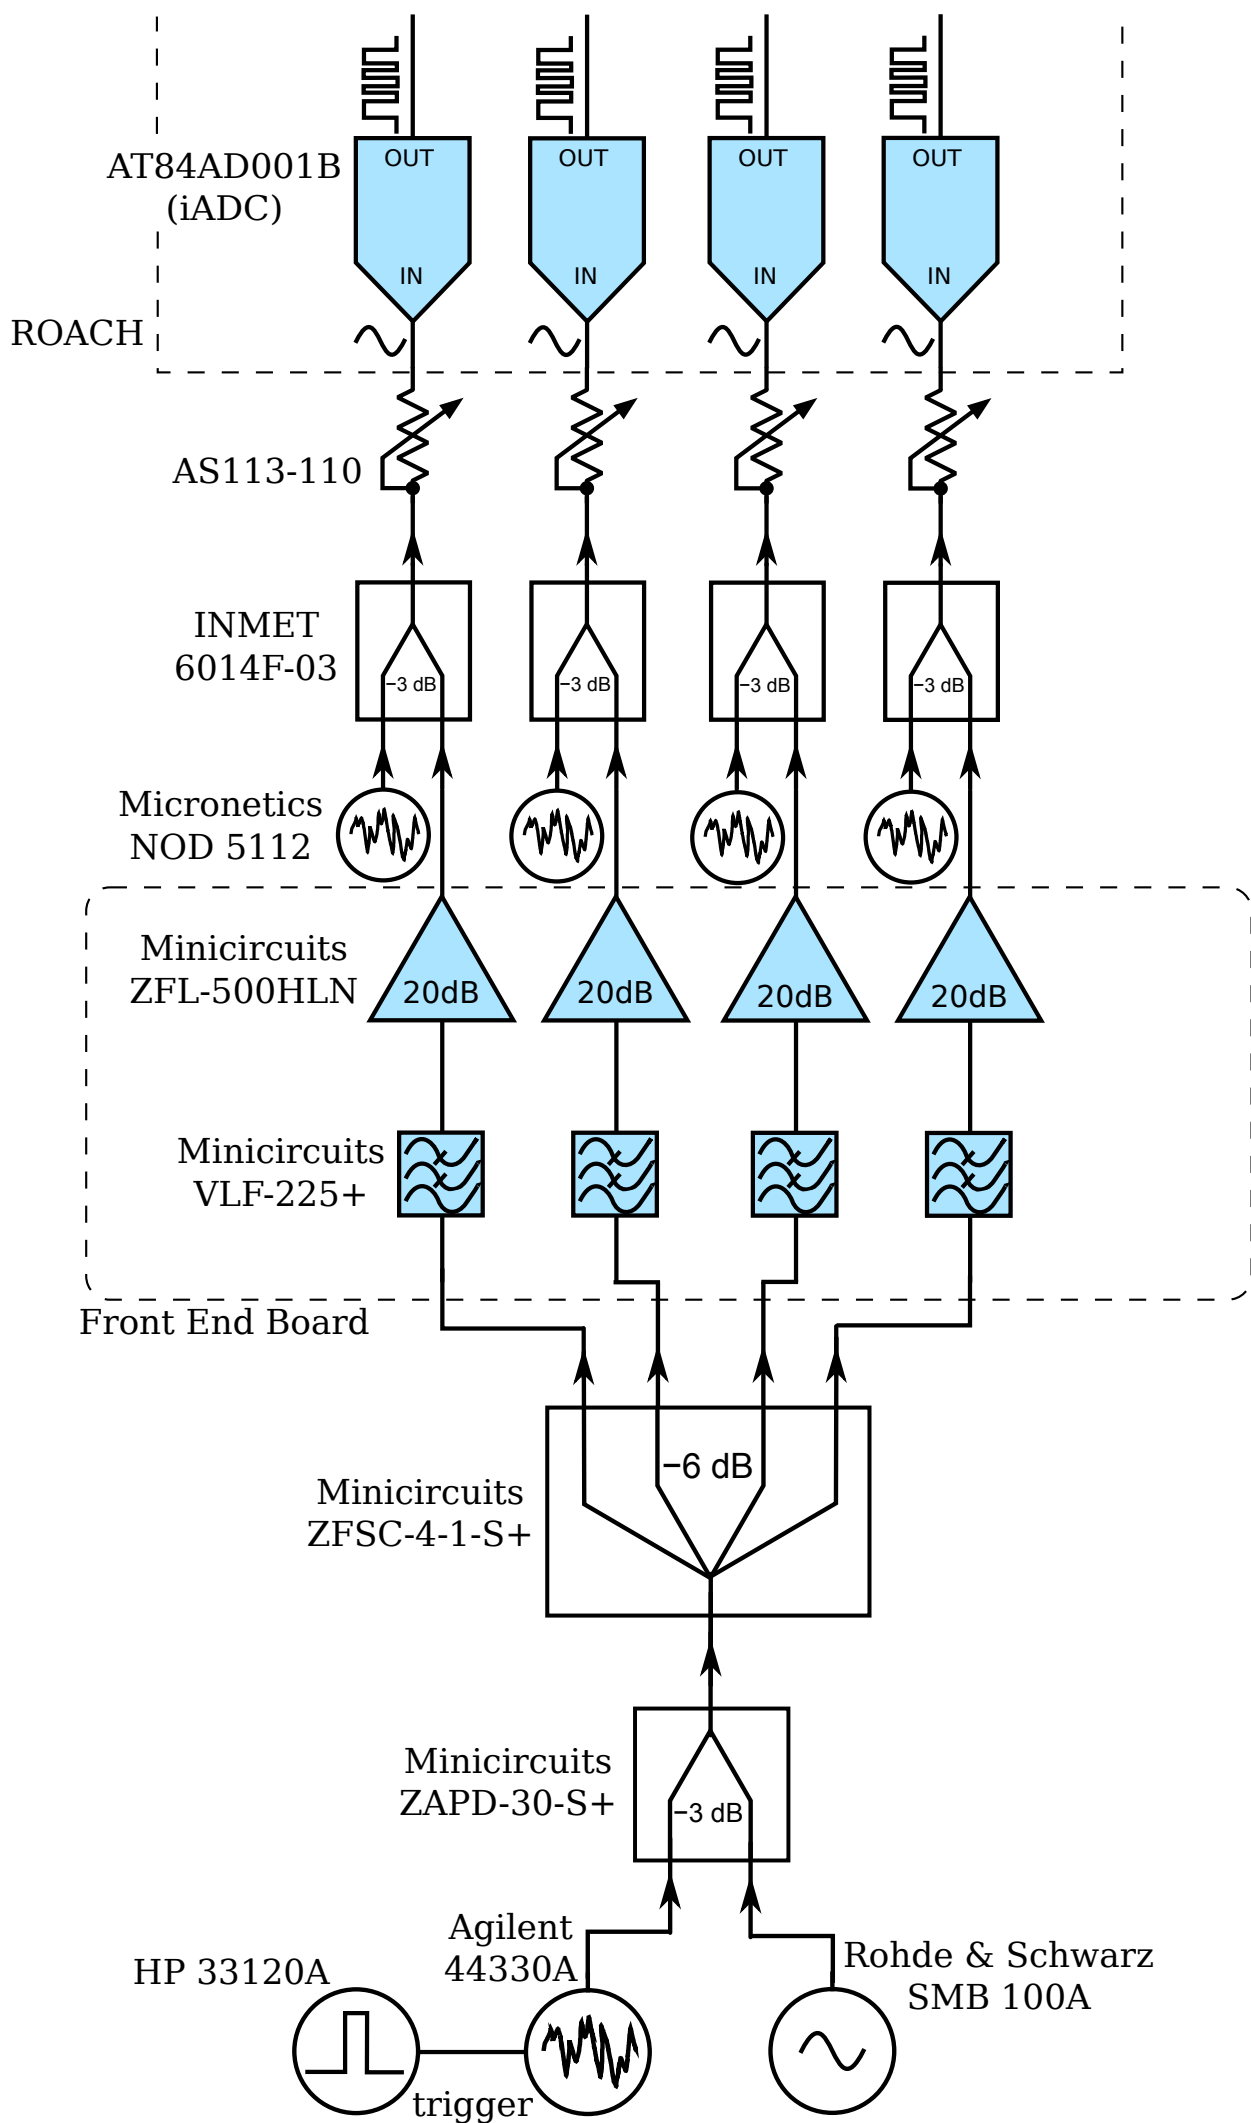 OUT OUT OUT OUT
AT84AD001B
(iADC)
IN IN IN IN
ROACH
AS113-110
INMET
6014F-03
−3 dB −3 dB −3 dB −3 dB
Micronetics
NOD 5112
Minicircuits
ZFL-500HLN
20dB 20dB 20dB 20dB
Minicircuits
VLF-225+
Front End Board
−6 dB
Minicircuits
ZFSC-4-1-S+
Minicircuits
ZAPD-30-S+
−3 dB
Agilent
44330A
HP 33120A
Rohde & Schwarz
SMB 100A
trigger